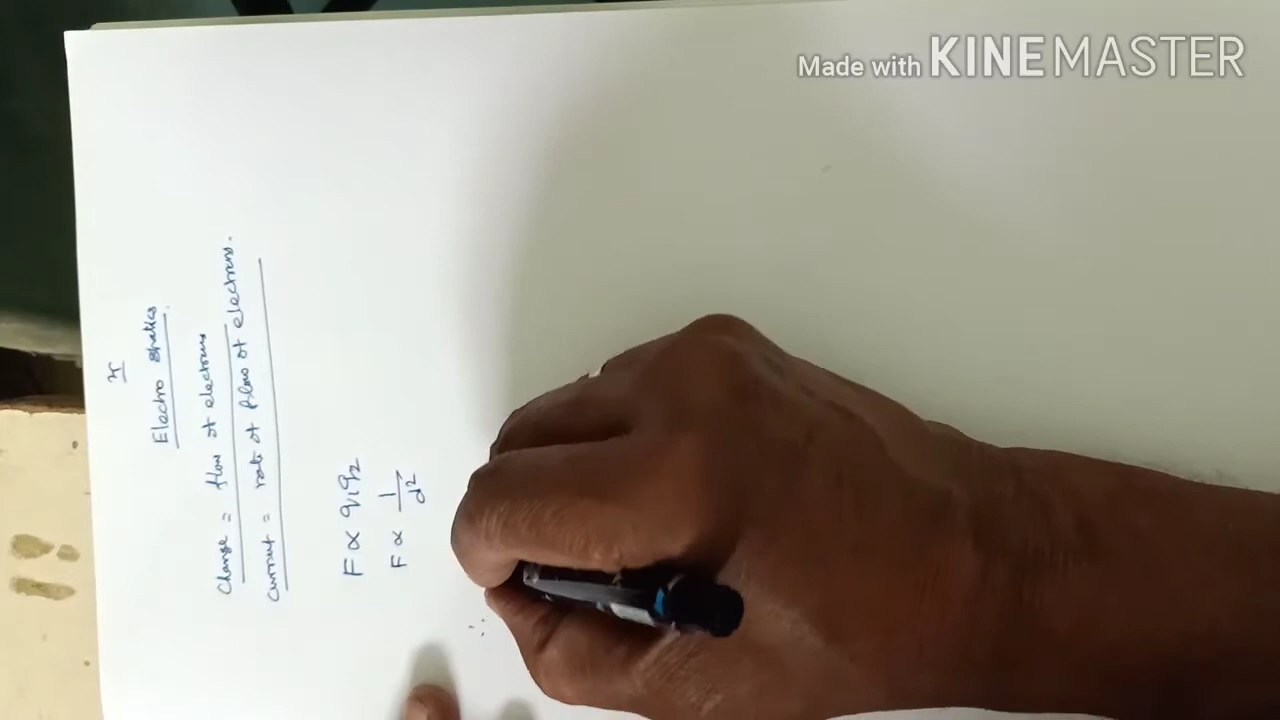 Made with KINEMASTER
Electro statics
Charge = flow of electrons
current = rate of flow of electrons.
F ∝ q1q2
F ∝ 1/d²
∴